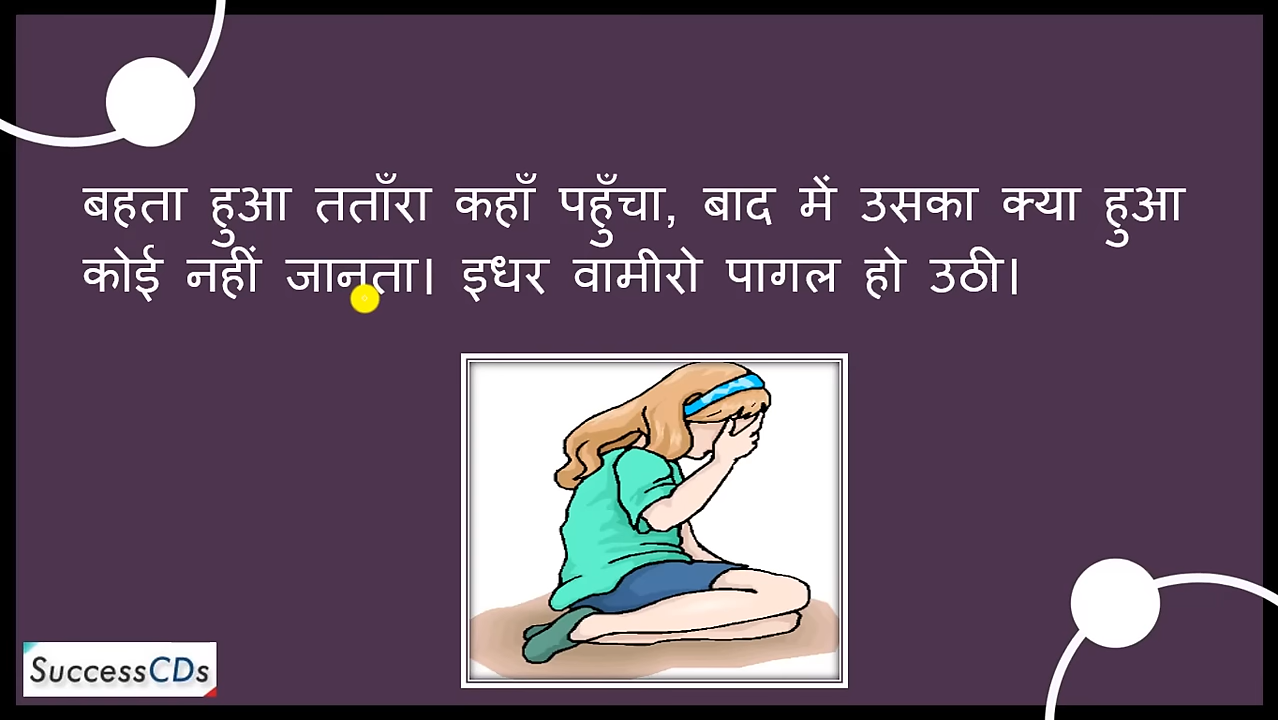 बहता हुआ तताँरा कहाँ पहुँचा, बाद में उसका क्या हुआ
कोई नहीं जानता। इधर वामीरो पागल हो उठी।
SuccessCDs